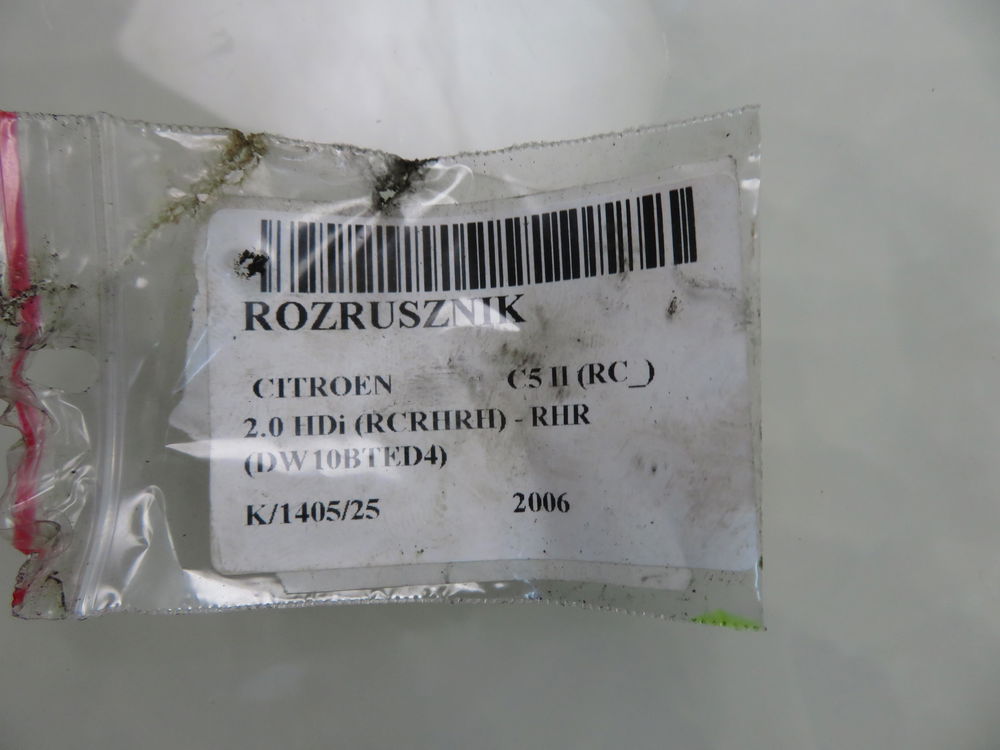 ROZRUSZNIK
CITROEN C5 II (RC_)
2.0 HDi (RCRHRH) - RHR
(DW10BTED4)
K/1405/25 2006